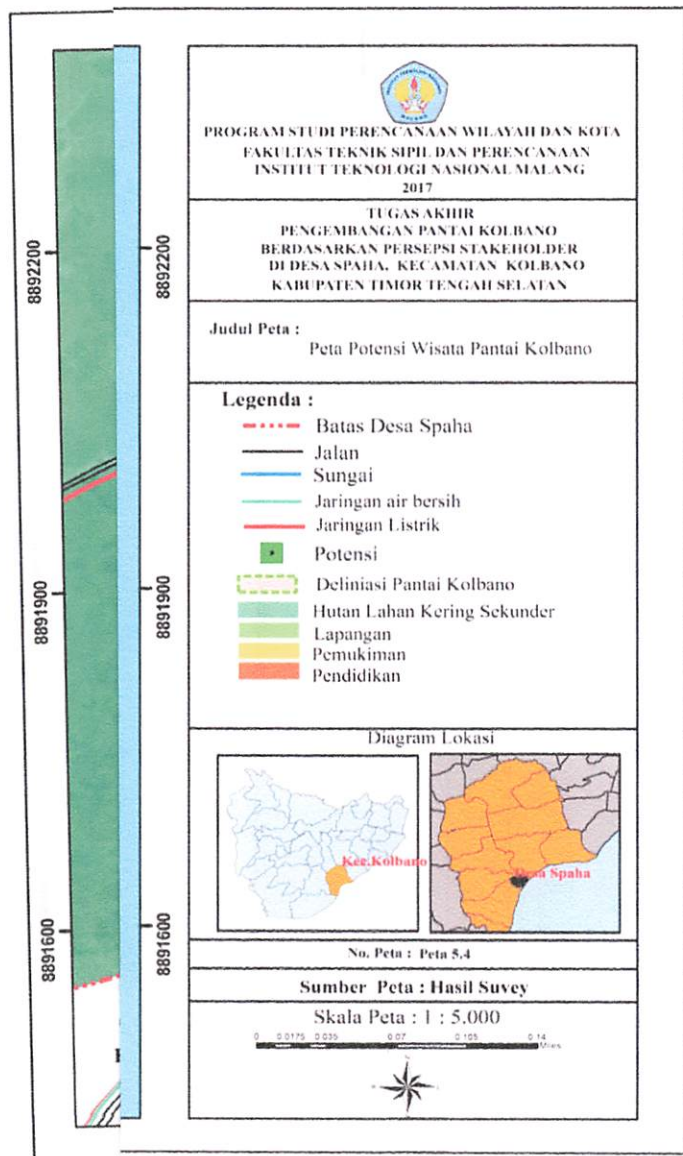 PROGRAM STUDI PERENCANAAN WILAYAH DAN KOTA
FAKULTAS TEKNIK SIPIL DAN PERENCANAAN
INSTITUT TEKNOLOGI NASIONAL MALANG
2017
TUGAS AKHIR
PENGEMBANGAN PANTAI KOLBANO
BERDASARKAN PERSEPSI STAKEHOLDER
DI DESA SPAHA, KECAMATAN KOLBANO
KABUPATEN TIMOR TENGAH SELATAN
Judul Peta :
Peta Potensi Wisata Pantai Kolbano
Legenda :
Batas Desa Spaha
Jalan
Sungai
Jaringan air bersih
Jaringan Listrik
Potensi
Deliniasi Pantai Kolbano
Hutan Lahan Kering Sekunder
Lapangan
Pemukiman
Pendidikan
Diagram Lokasi
Kec.Kolbano
Desa Spaha
No. Peta : Peta 5.4
Sumber Peta : Hasil Suvey
Skala Peta : 1 : 5.000
0 0.0175 0.035 0.07 0.105 0.14
Miles
8892200
8892200
8891900
8891900
8891600
8891600